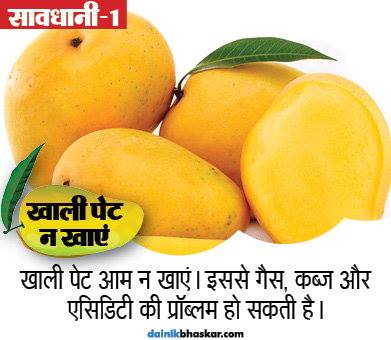 सावधानी-1
खाली पेट
न खाएं
खाली पेट आम न खाएं। इससे गैस, कब्ज और
एसिडिटी की प्रॉब्लम हो सकती है।
dainikbhaskar.com